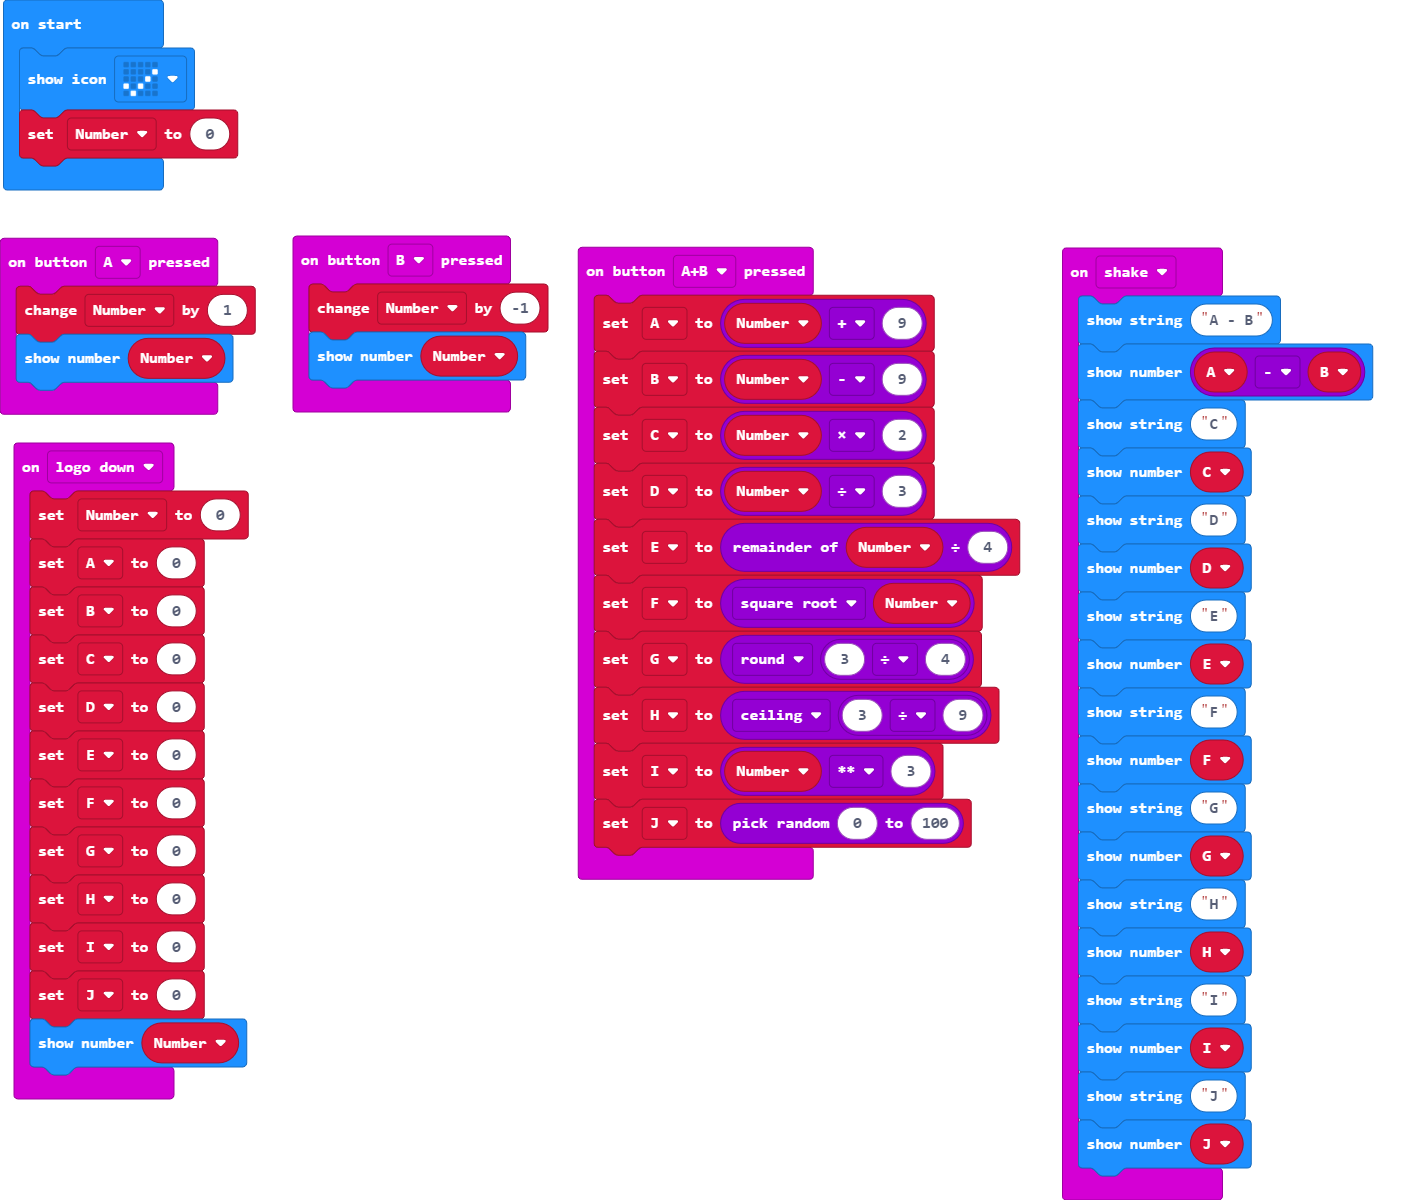 on start
show icon
set Number to 0
on button A pressed
change Number by 1
show number Number
on button B pressed
change Number by -1
show number Number
on logo down
set Number to 0
set A to 0
set B to 0
set C to 0
set D to 0
set E to 0
set F to 0
set G to 0
set H to 0
set I to 0
set J to 0
show number Number
on button A+B pressed
set A to Number + 9
set B to Number - 9
set C to Number × 2
set D to Number ÷ 3
set E to remainder of Number ÷ 4
set F to square root Number
set G to round 3 ÷ 4
set H to ceiling 3 ÷ 9
set I to Number ** 3
set J to pick random 0 to 100
on shake
show string "A - B"
show number A - B
show string "C"
show number C
show string "D"
show number D
show string "E"
show number E
show string "F"
show number F
show string "G"
show number G
show string "H"
show number H
show string "I"
show number I
show string "J"
show number J